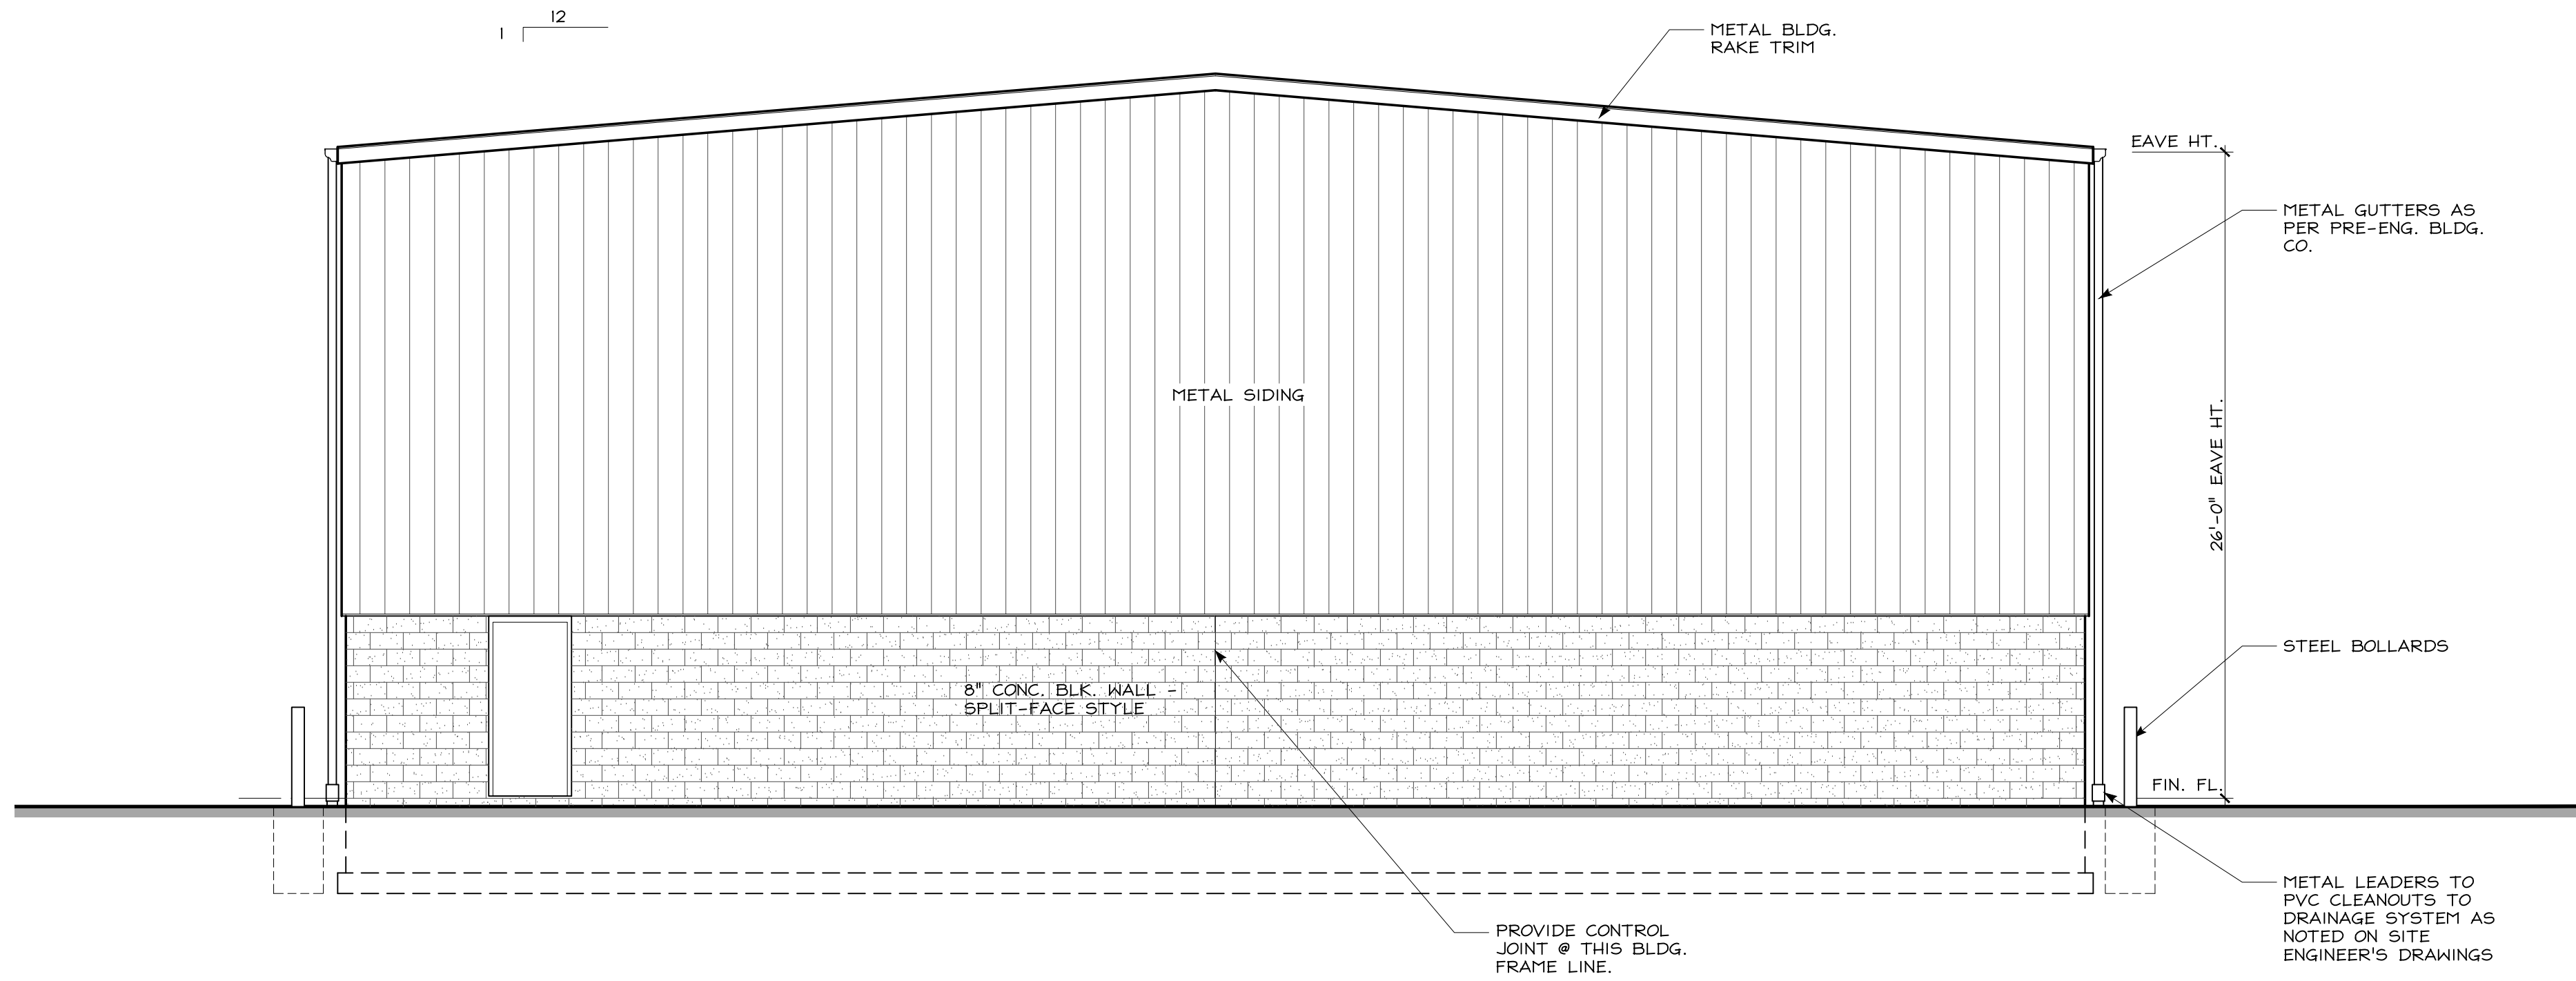 12
1
METAL BLDG.
RAKE TRIM
EAVE HT.
METAL GUTTERS AS
PER PRE-ENG. BLDG.
CO.
METAL SIDING
26'-0" EAVE HT.
STEEL BOLLARDS
8" CONC. BLK. WALL -
SPLIT-FACE STYLE
FIN. FL.
METAL LEADERS TO
PVC CLEANOUTS TO
DRAINAGE SYSTEM AS
NOTED ON SITE
ENGINEER'S DRAWINGS
PROVIDE CONTROL
JOINT @ THIS BLDG.
FRAME LINE.